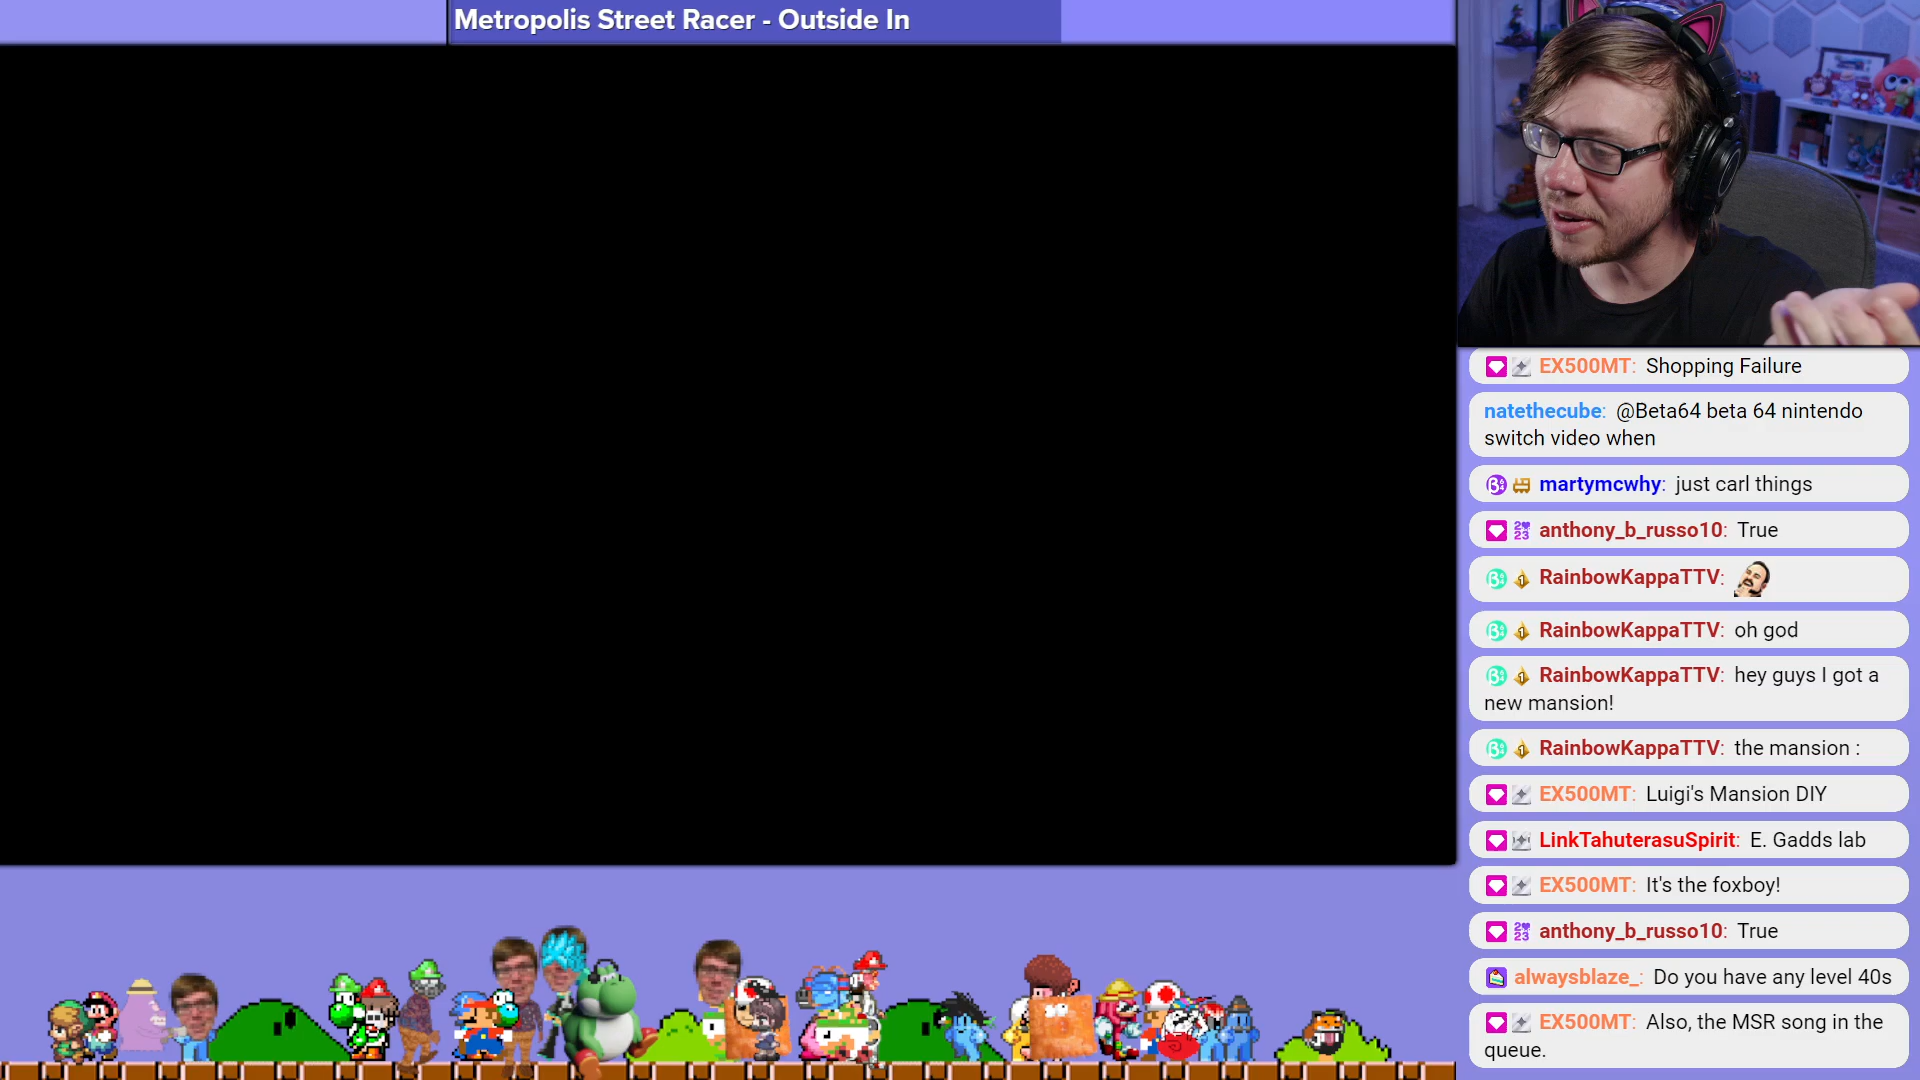 Metropolis Street Racer - Outside In
EX500MT: Shopping Failure
natethecube: @Beta64 beta 64 nintendo
switch video when
martymcwhy: just carl things
anthony_b_russo10: True
RainbowKappaTTV:
RainbowKappaTTV: oh god
RainbowKappaTTV: hey guys I got a
new mansion!
RainbowKappaTTV: the mansion :
EX500MT: Luigi's Mansion DIY
LinkTahuterasuSpirit: E. Gadds lab
EX500MT: It's the foxboy!
anthony_b_russo10: True
alwaysblaze_: Do you have any level 40s
EX500MT: Also, the MSR song in the
queue.